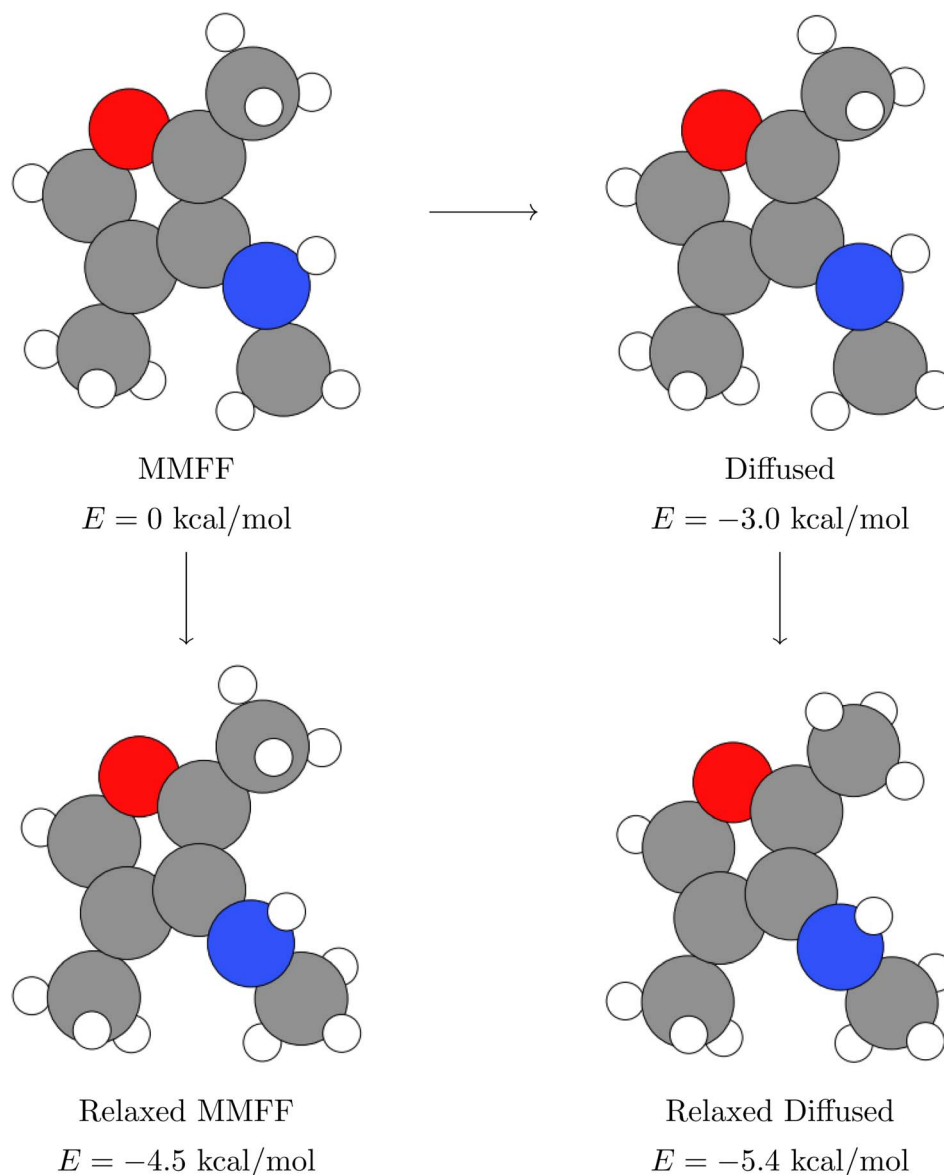 MMFF
E = 0 kcal/mol
Diffused
E = −3.0 kcal/mol
Relaxed MMFF
E = −4.5 kcal/mol
Relaxed Diffused
E = −5.4 kcal/mol